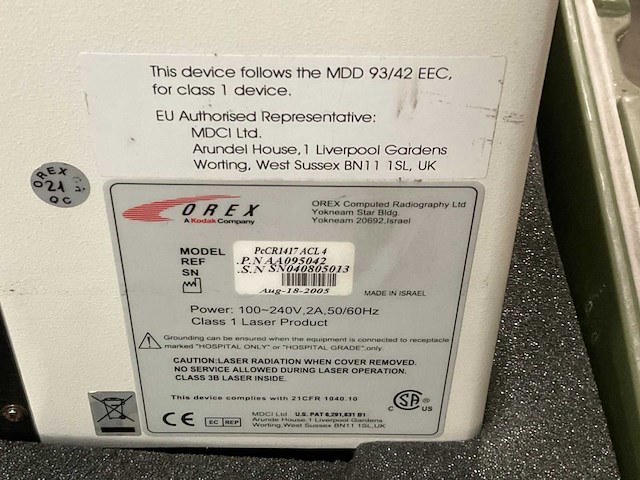 This device follows the MDD 93/42 EEC,
for class 1 device.
EU Authorised Representative:
MDCI Ltd.
Arundel House,1 Liverpool Gardens
Worting, West Sussex BN11 1SL, UK
OREX
21
QC
OREX
A Kodak Company
OREX Computed Radiography Ltd
Yokneam Star Bldg.
Yokneam 20692,Israel
MODEL PcCR1417 ACL 4
REF .P.N AA095042
SN .S.N SN040805013
Aug-18-2005
MADE IN ISRAEL
Power: 100~240V,2A,50/60Hz
Class 1 Laser Product
Grounding can be ensured when the equipment is connected to receptacle
marked "HOSPITAL ONLY" or "HOSPITAL GRADE",only
CAUTION:LASER RADIATION WHEN COVER REMOVED.
NO SERVICE ALLOWED DURING LASER OPERATION.
CLASS 3B LASER INSIDE.
This device complies with 21CFR 1040.10
CE EC REP
MDCI Ltd. U.S. PAT 6,291,831 B1
Arunde House,1 Liverpool Gardens
Worting,West Sussex BN11 1SL,UK
C SA ® US